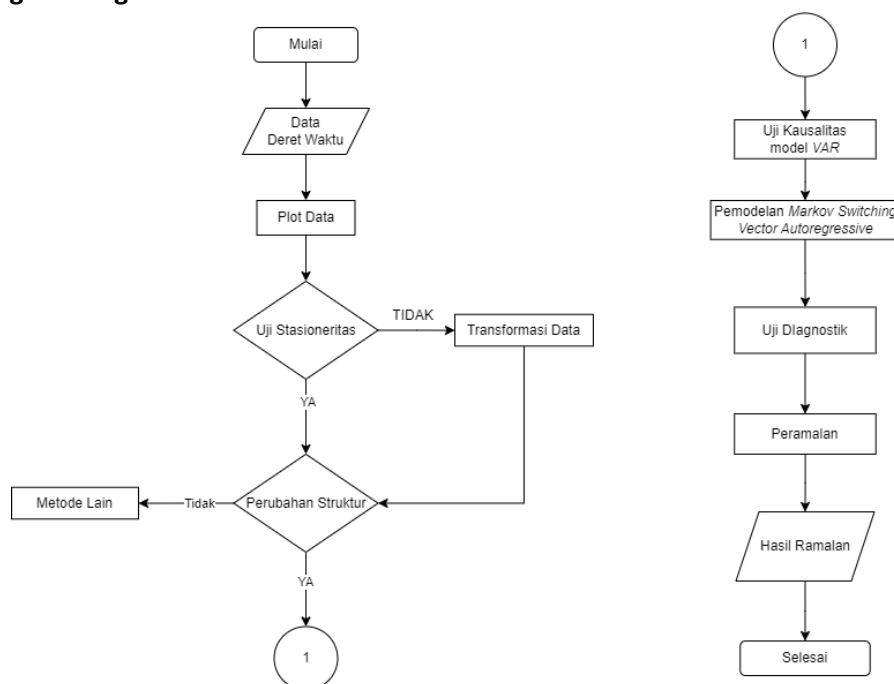 Mulai
Data
Deret Waktu
Plot Data
Uji Stasioneritas
TIDAK
Transformasi Data
YA
Perubahan Struktur
Tidak
Metode Lain
YA
1
1
Uji Kausalitas
model VAR
Pemodelan Markov Switching
Vector Autoregressive
Uji DIagnostik
Peramalan
Hasil Ramalan
Selesai